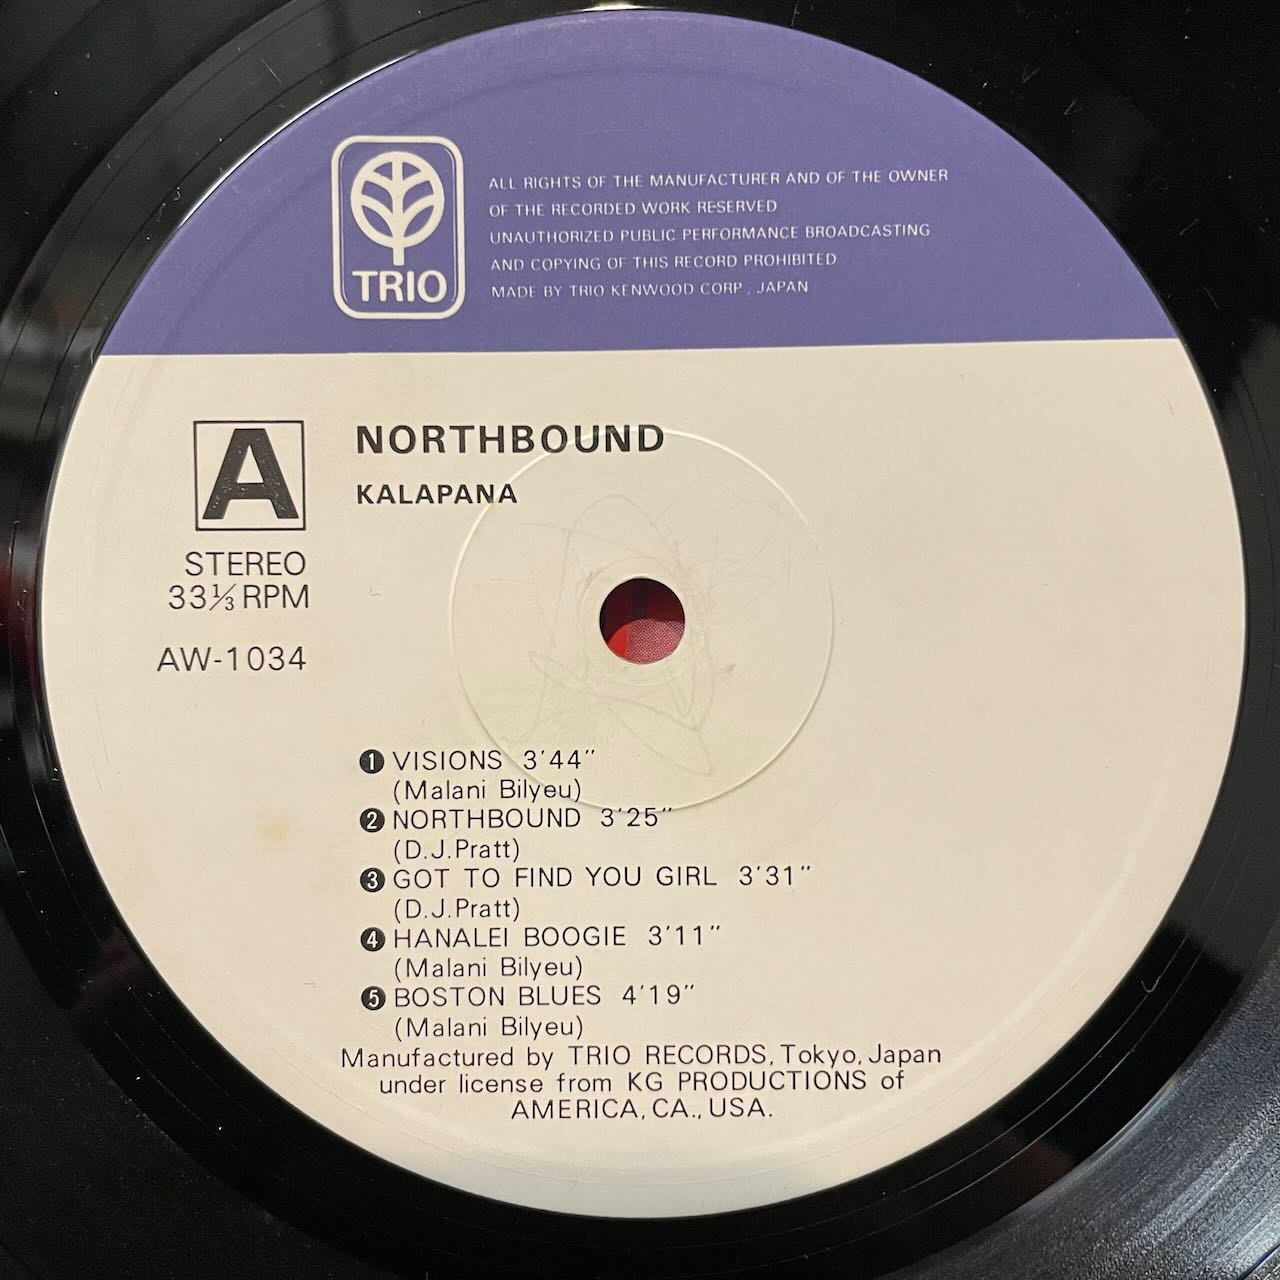 TRIO
ALL RIGHTS OF THE MANUFACTURER AND OF THE OWNER
OF THE RECORDED WORK RESERVED
UNAUTHORIZED PUBLIC PERFORMANCE BROADCASTING
AND COPYING OF THIS RECORD PROHIBITED
MADE BY TRIO KENWOOD CORP., JAPAN
A
STEREO
33⅓ RPM
AW-1034
NORTHBOUND
KALAPANA
❶ VISIONS 3'44"
(Malani Bilyeu)
❷ NORTHBOUND 3'25"
(D.J.Pratt)
❸ GOT TO FIND YOU GIRL 3'31"
(D.J.Pratt)
❹ HANALEI BOOGIE 3'11"
(Malani Bilyeu)
❺ BOSTON BLUES 4'19"
(Malani Bilyeu)
Manufactured by TRIO RECORDS, Tokyo, Japan
under license from KG PRODUCTIONS of
AMERICA, CA., USA.